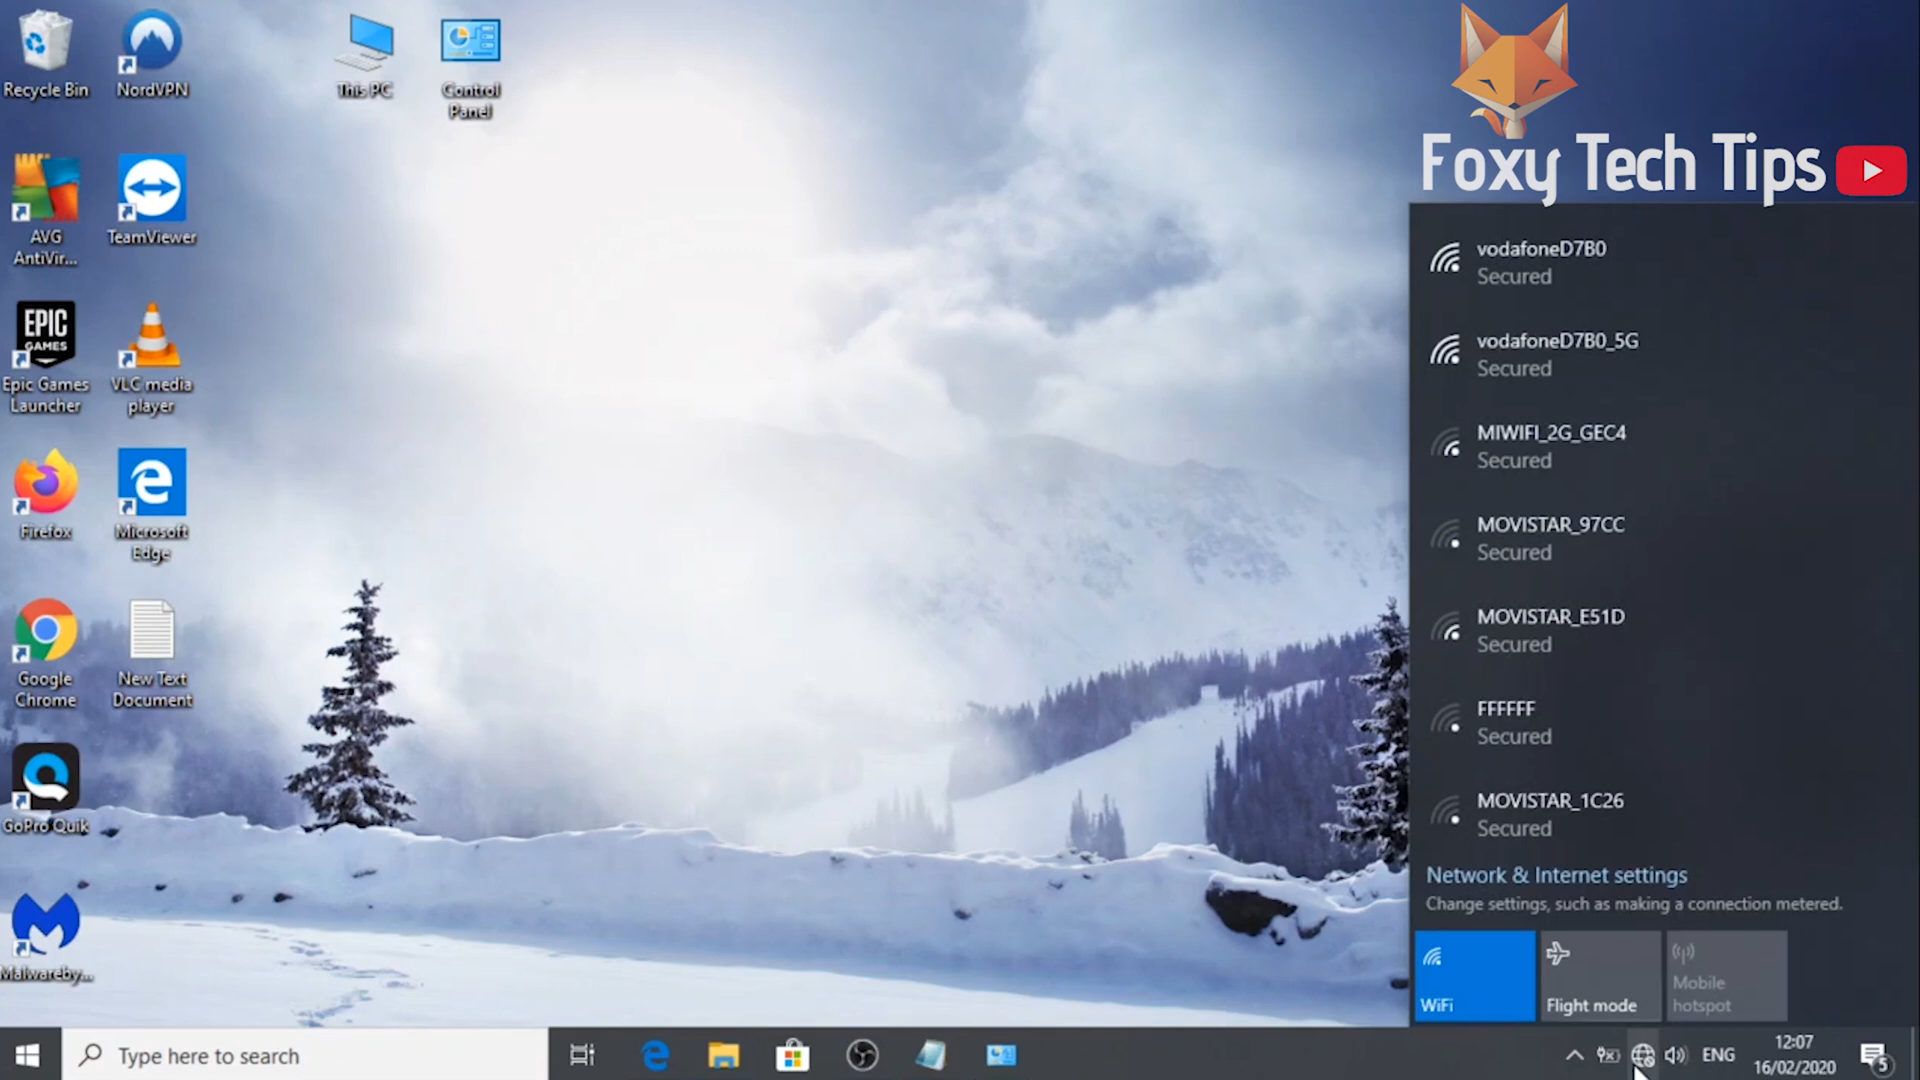 Recycle Bin
NordVPN
This PC
Control
Panel
Foxy Tech Tips
AVG
AntiVir...
TeamViewer
EPIC
GAMES
Epic Games
Launcher
VLC media
player
Firefox
Microsoft
Edge
Google
Chrome
New Text
Document
GoPro Quik
Malwareby...
vodafoneD7B0
Secured
vodafoneD7B0_5G
Secured
MIWIFI_2G_GEC4
Secured
MOVISTAR_97CC
Secured
MOVISTAR_E51D
Secured
FFFFFF
Secured
MOVISTAR_1C26
Secured
Network & Internet settings
Change settings, such as making a connection metered.
WiFi
Flight mode
Mobile
hotspot
Type here to search
ENG
12:07
16/02/2020
5